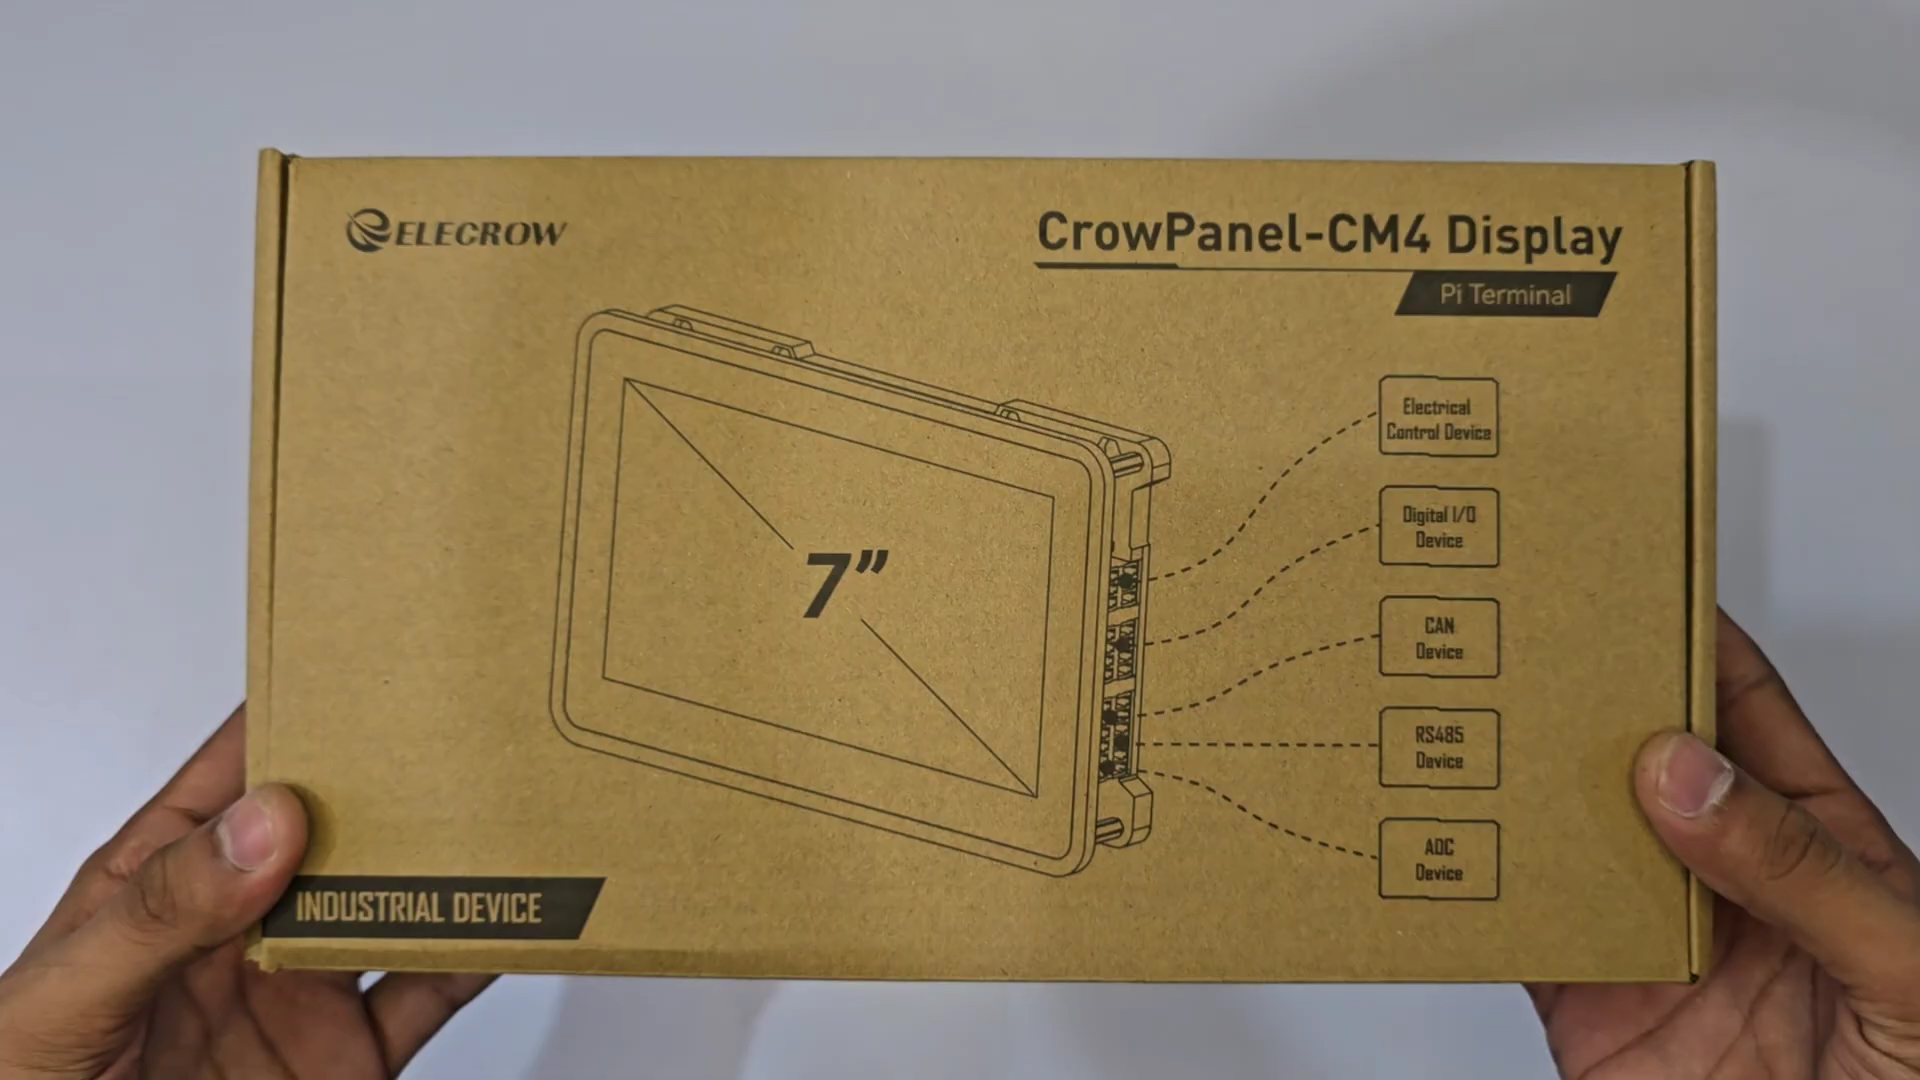 ELECROW
CrowPanel-CM4 Display
Pi Terminal
Electrical
Control Device
Digital I/O
Device
7”
CAN
Device
RS485
Device
ADC
Device
INDUSTRIAL DEVICE